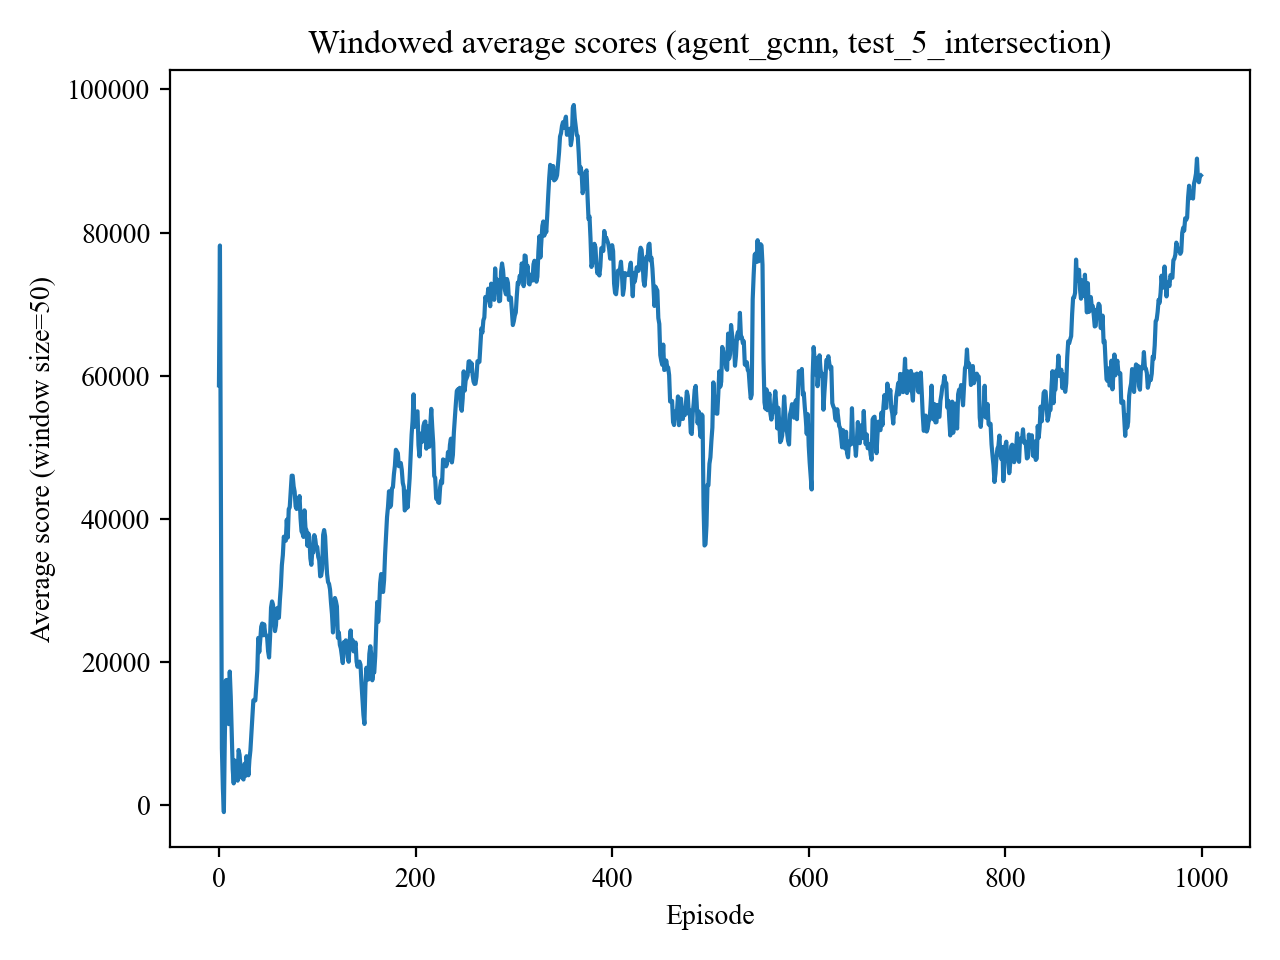 Windowed average scores (agent_gcnn, test_5_intersection)
Average score (window size=50)
100000
80000
60000
40000
20000
0
0 200 400 600 800 1000
Episode